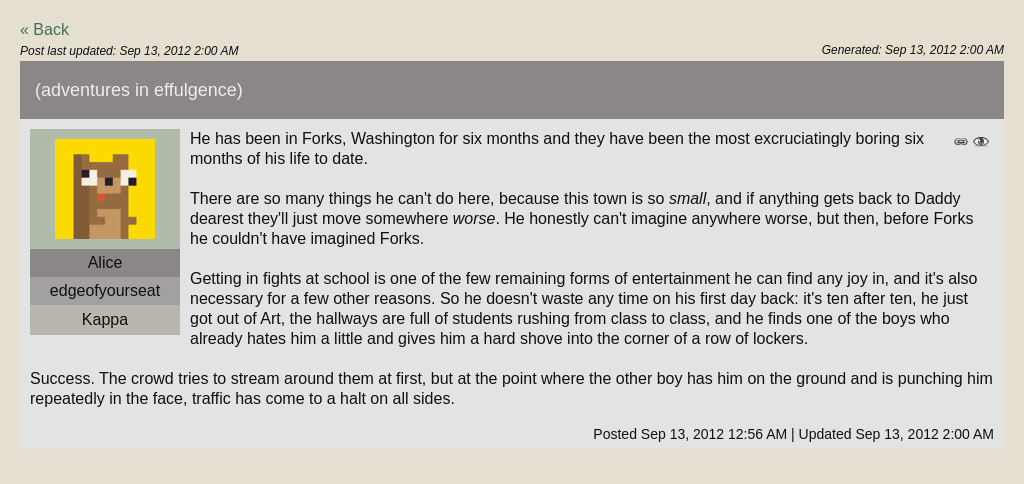 « Back
Post last updated: Sep 13, 2012 2:00 AM
Generated: Sep 13, 2012 2:00 AM
(adventures in effulgence)
Alice
edgeofyourseat
Kappa
He has been in Forks, Washington for six months and they have been the most excruciatingly boring six
months of his life to date.
There are so many things he can't do here, because this town is so small, and if anything gets back to Daddy
dearest they'll just move somewhere worse. He honestly can't imagine anywhere worse, but then, before Forks
he couldn't have imagined Forks.
Getting in fights at school is one of the few remaining forms of entertainment he can find any joy in, and it's also
necessary for a few other reasons. So he doesn't waste any time on his first day back: it's ten after ten, he just
got out of Art, the hallways are full of students rushing from class to class, and he finds one of the boys who
already hates him a little and gives him a hard shove into the corner of a row of lockers.
Success. The crowd tries to stream around them at first, but at the point where the other boy has him on the ground and is punching him
repeatedly in the face, traffic has come to a halt on all sides.
Posted Sep 13, 2012 12:56 AM | Updated Sep 13, 2012 2:00 AM